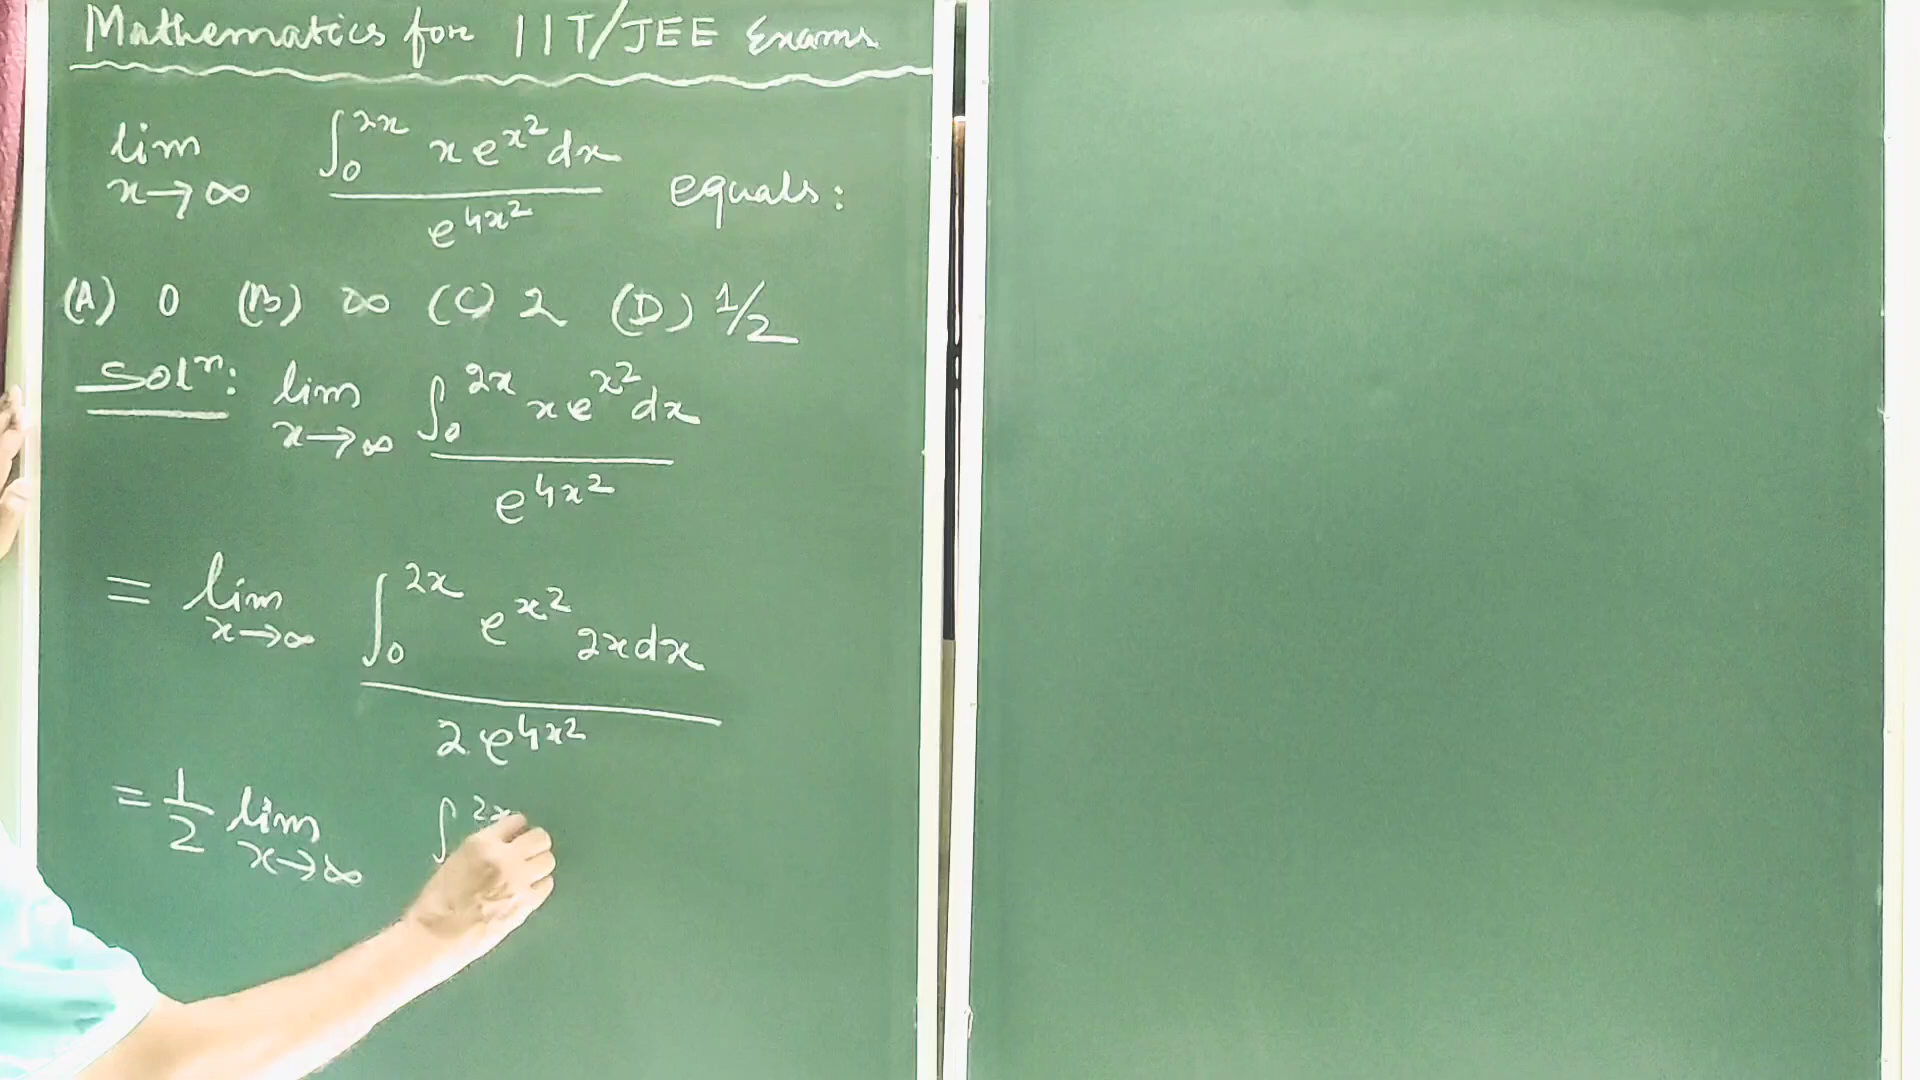 Mathematics for IIT/JEE Exams
lim x→∞ ∫₀^2x x e^x² dx / e^4x² equals:
(A) 0 (B) ∞ (C) 2 (D) 1/2
Solⁿ: lim x→∞ ∫₀^2x x e^x² dx / e^4x²
= lim x→∞ ∫₀^2x e^x² 2x dx / 2 e^4x²
= 1/2 lim x→∞ ∫ 2x